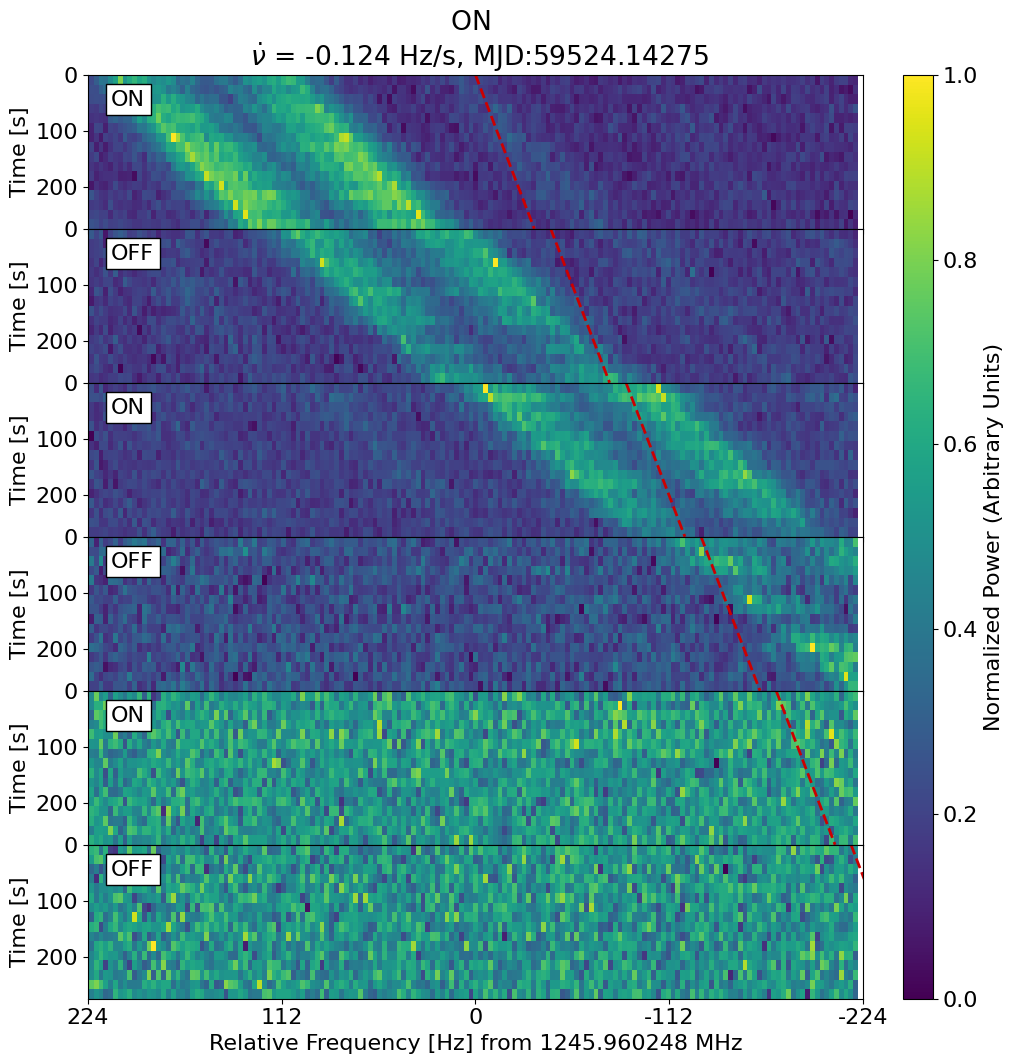 ON
ν̇ = -0.124 Hz/s, MJD:59524.14275
ON
OFF
ON
OFF
ON
OFF
0
100
200
0
100
200
0
100
200
0
100
200
0
100
200
0
100
200
Time [s]
Time [s]
Time [s]
Time [s]
Time [s]
Time [s]
224
112
0
-112
-224
Relative Frequency [Hz] from 1245.960248 MHz
1.0
0.8
0.6
0.4
0.2
0.0
Normalized Power (Arbitrary Units)